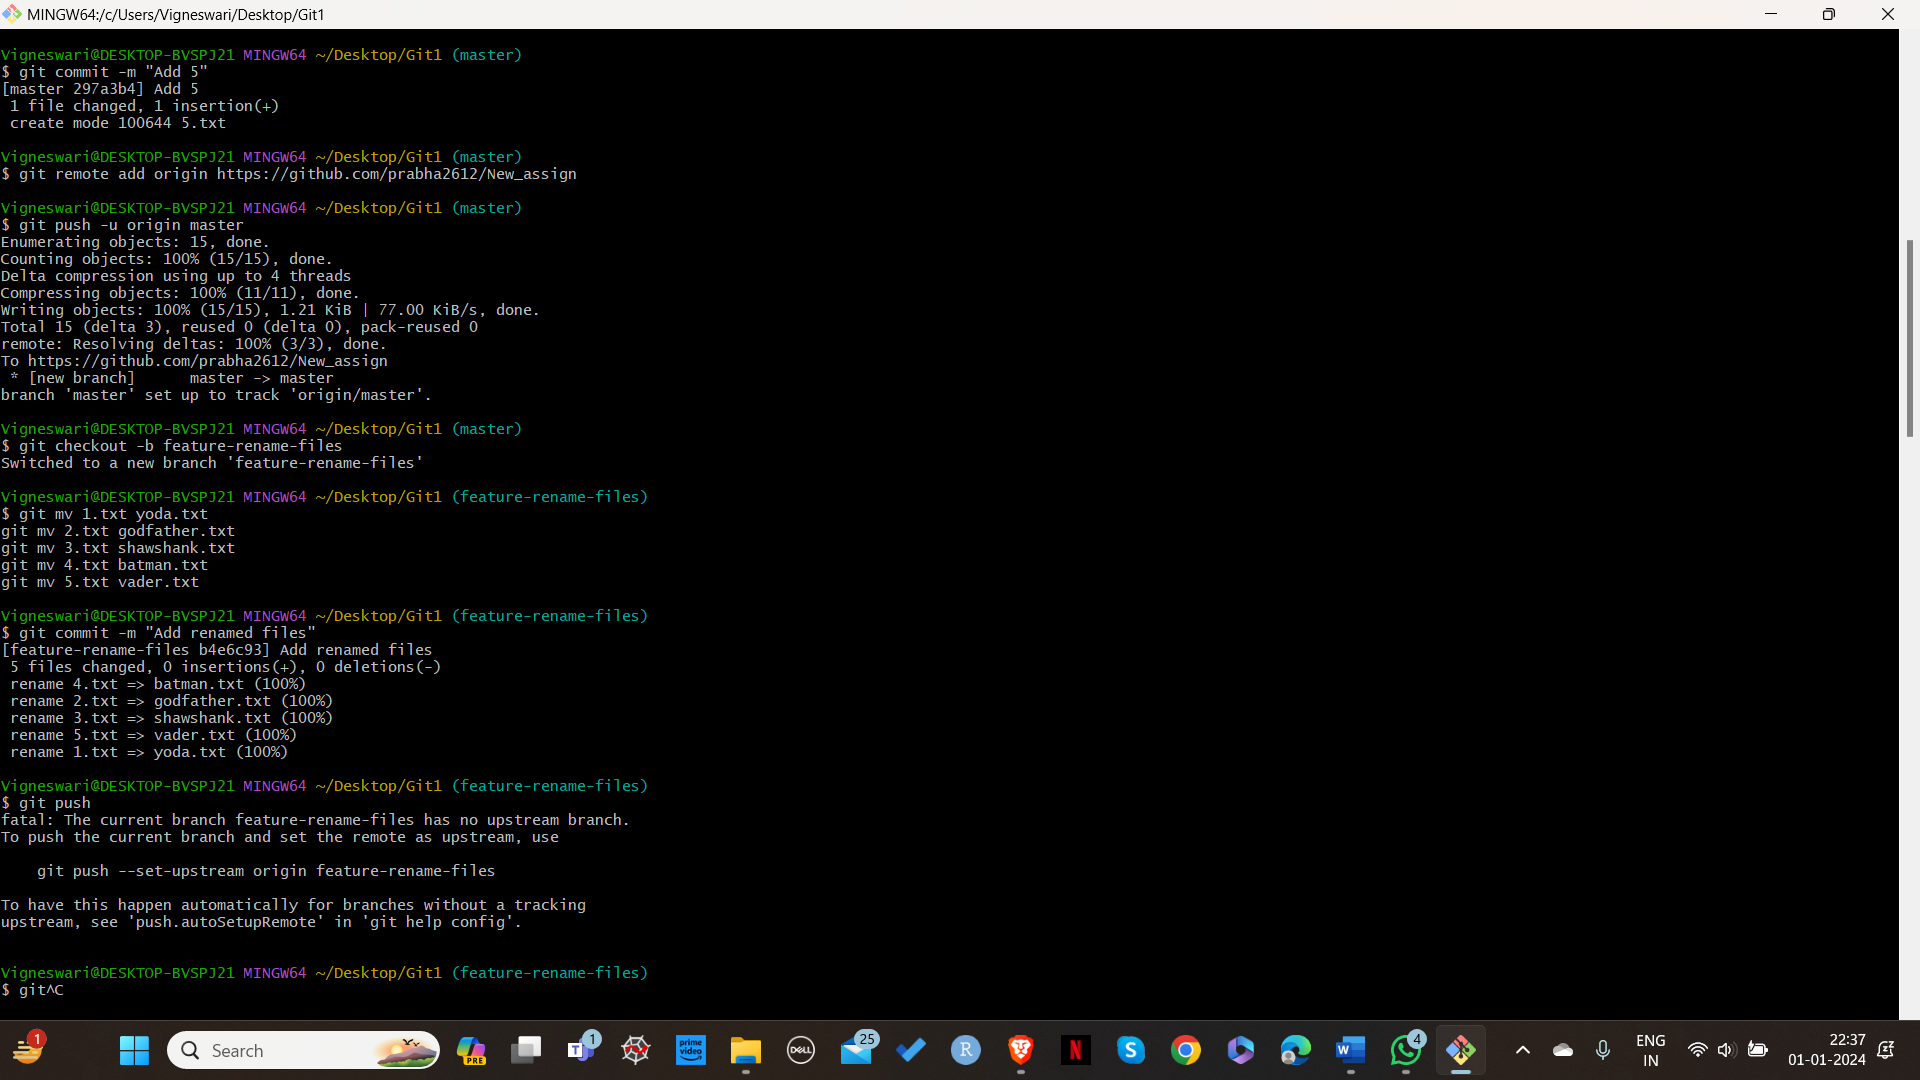 MINGW64:/c/Users/Vigneswari/Desktop/Git1
Vigneswari@DESKTOP-BVSPJ21 MINGW64 ~/Desktop/Git1 (master)
$ git commit -m "Add 5"
[master 297a3b4] Add 5
 1 file changed, 1 insertion(+)
 create mode 100644 5.txt
Vigneswari@DESKTOP-BVSPJ21 MINGW64 ~/Desktop/Git1 (master)
$ git remote add origin https://github.com/prabha2612/New_assign
Vigneswari@DESKTOP-BVSPJ21 MINGW64 ~/Desktop/Git1 (master)
$ git push -u origin master
Enumerating objects: 15, done.
Counting objects: 100% (15/15), done.
Delta compression using up to 4 threads
Compressing objects: 100% (11/11), done.
Writing objects: 100% (15/15), 1.21 KiB | 77.00 KiB/s, done.
Total 15 (delta 3), reused 0 (delta 0), pack-reused 0
remote: Resolving deltas: 100% (3/3), done.
To https://github.com/prabha2612/New_assign
 * [new branch]      master -> master
branch 'master' set up to track 'origin/master'.
Vigneswari@DESKTOP-BVSPJ21 MINGW64 ~/Desktop/Git1 (master)
$ git checkout -b feature-rename-files
Switched to a new branch 'feature-rename-files'
Vigneswari@DESKTOP-BVSPJ21 MINGW64 ~/Desktop/Git1 (feature-rename-files)
$ git mv 1.txt yoda.txt
git mv 2.txt godfather.txt
git mv 3.txt shawshank.txt
git mv 4.txt batman.txt
git mv 5.txt vader.txt
Vigneswari@DESKTOP-BVSPJ21 MINGW64 ~/Desktop/Git1 (feature-rename-files)
$ git commit -m "Add renamed files"
[feature-rename-files b4e6c93] Add renamed files
 5 files changed, 0 insertions(+), 0 deletions(-)
 rename 4.txt => batman.txt (100%)
 rename 2.txt => godfather.txt (100%)
 rename 3.txt => shawshank.txt (100%)
 rename 5.txt => vader.txt (100%)
 rename 1.txt => yoda.txt (100%)
Vigneswari@DESKTOP-BVSPJ21 MINGW64 ~/Desktop/Git1 (feature-rename-files)
$ git push
fatal: The current branch feature-rename-files has no upstream branch.
To push the current branch and set the remote as upstream, use
    git push --set-upstream origin feature-rename-files
To have this happen automatically for branches without a tracking
upstream, see 'push.autoSetupRemote' in 'git help config'.
Vigneswari@DESKTOP-BVSPJ21 MINGW64 ~/Desktop/Git1 (feature-rename-files)
$ git^C
1
Search
PRE
1
prime video
DELL
25
R
N
S
W
4
ENG
IN
22:37
01-01-2024